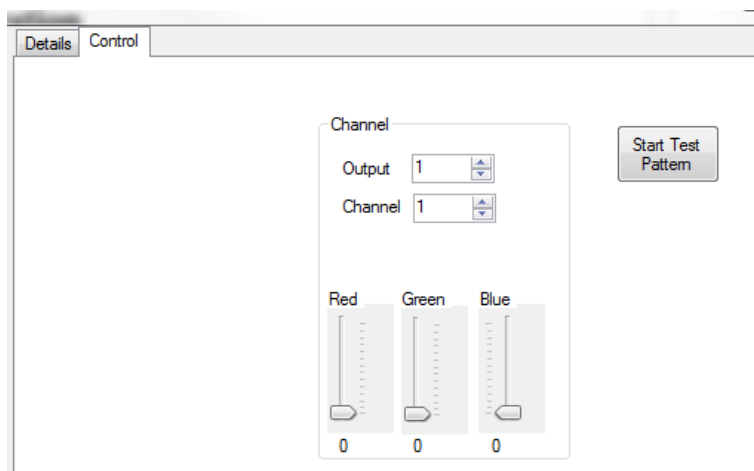 Details Control
Channel
Output 1
Channel 1
Start Test
Pattern
Red Green Blue
0 0 0